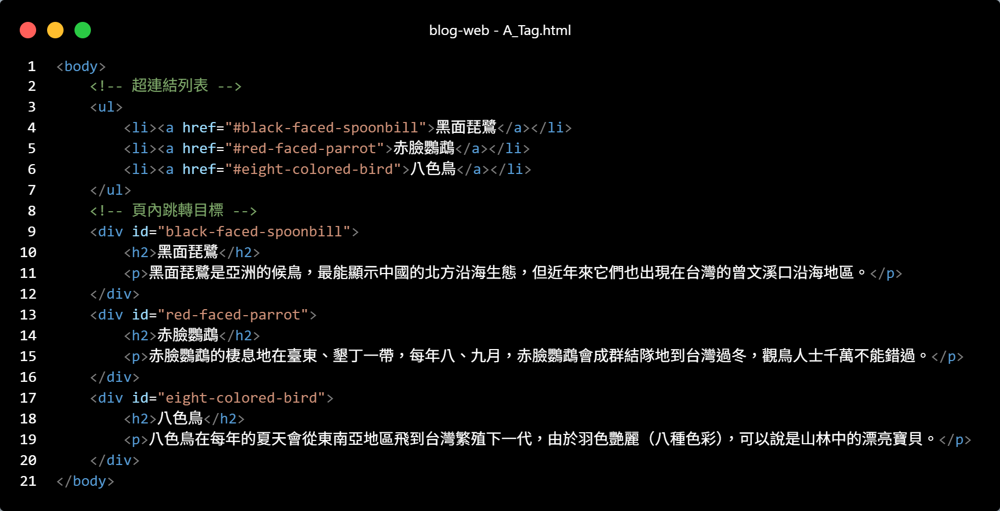 blog-web - A_Tag.html
1 <body>
2     <!-- 超連結列表 -->
3     <ul>
4         <li><a href="#black-faced-spoonbill">黑面琵鷺</a></li>
5         <li><a href="#red-faced-parrot">赤臉鸚鵡</a></li>
6         <li><a href="#eight-colored-bird">八色鳥</a></li>
7     </ul>
8     <!-- 頁內跳轉目標 -->
9     <div id="black-faced-spoonbill">
10         <h2>黑面琵鷺</h2>
11         <p>黑面琵鷺是亞洲的候鳥，最能顯示中國的北方沿海生態，但近年來它們也出現在台灣的曾文溪口沿海地區。</p>
12     </div>
13     <div id="red-faced-parrot">
14         <h2>赤臉鸚鵡</h2>
15         <p>赤臉鸚鵡的棲息地在臺東、墾丁一帶，每年八、九月，赤臉鸚鵡會成群結隊地到台灣過冬，觀鳥人士千萬不能錯過。</p>
16     </div>
17     <div id="eight-colored-bird">
18         <h2>八色鳥</h2>
19         <p>八色鳥在每年的夏天會從東南亞地區飛到台灣繁殖下一代，由於羽色艷麗（八種色彩），可以說是山林中的漂亮寶貝。</p>
20     </div>
21 </body>